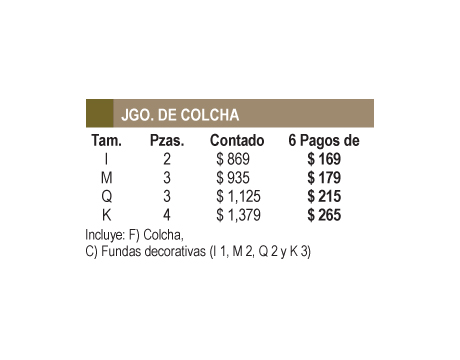 JGO. DE COLCHA
Tam. Pzas. Contado 6 Pagos de
I 2 $ 869 $ 169
M 3 $ 935 $ 179
Q 3 $ 1,125 $ 215
K 4 $ 1,379 $ 265
Incluye: F) Colcha,
C) Fundas decorativas (I 1, M 2, Q 2 y K 3)